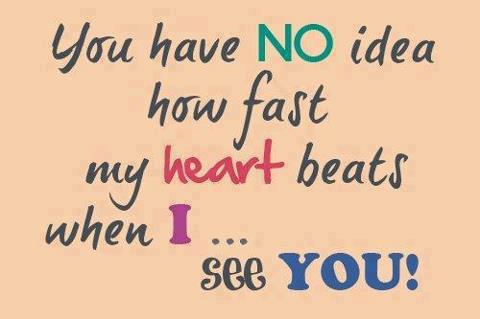 You have NO idea
how fast
my heart beats
when I ...
see YOU!